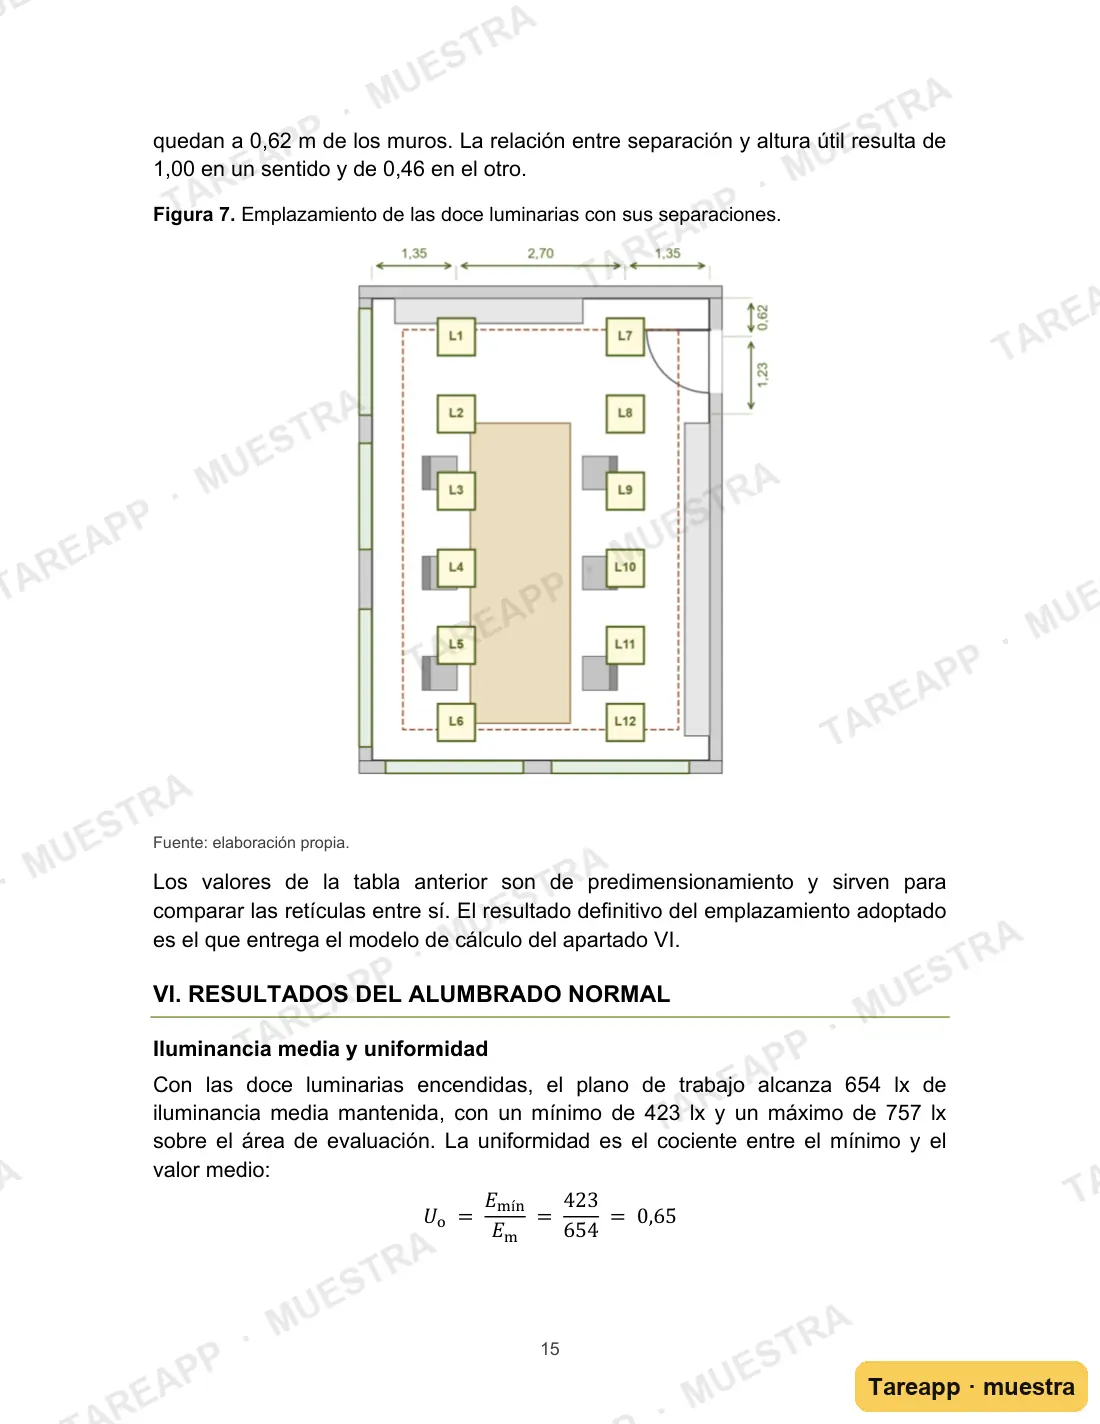 quedan a 0,62 m de los muros. La relación entre separación y altura útil resulta de
1,00 en un sentido y de 0,46 en el otro.
Figura 7. Emplazamiento de las doce luminarias con sus separaciones.
1,35 2,70 1,35
0,62
1,23
L1 L7
L2 L8
L3 L9
L4 L10
L5 L11
L6 L12
Fuente: elaboración propia.
Los valores de la tabla anterior son de predimensionamiento y sirven para
comparar las retículas entre sí. El resultado definitivo del emplazamiento adoptado
es el que entrega el modelo de cálculo del apartado VI.
VI. RESULTADOS DEL ALUMBRADO NORMAL
Iluminancia media y uniformidad
Con las doce luminarias encendidas, el plano de trabajo alcanza 654 lx de
iluminancia media mantenida, con un mínimo de 423 lx y un máximo de 757 lx
sobre el área de evaluación. La uniformidad es el cociente entre el mínimo y el
valor medio:
U_o = E_mín / E_m = 423 / 654 = 0,65
15
Tareapp · muestra
TAREAPP · MUESTRA